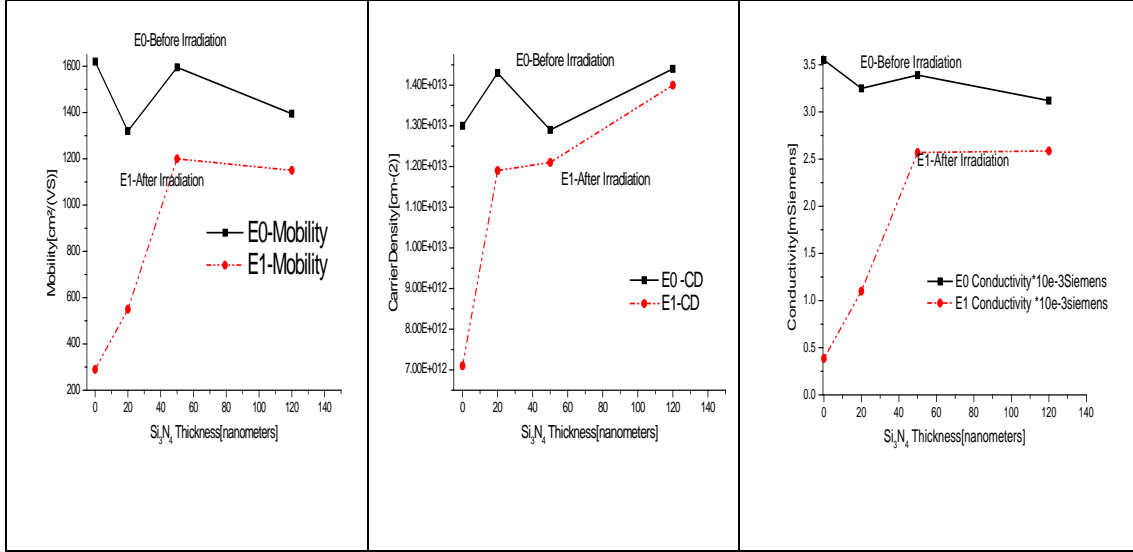 E0-Before Irradiation
1600
1400
1200
1000
800
600
400
200
Mobility[cm²/(VS)]
E1-After Irradiation
E0-Mobility
E1-Mobility
0 20 40 60 80 100 120 140
Si₃N₄ Thickness[nanometers]
E0-Before Irradiation
1.40E+013
1.30E+013
1.20E+013
1.10E+013
1.00E+013
9.00E+012
8.00E+012
7.00E+012
CarrierDensity[cm-(2)]
E1-After Irradiation
E0 -CD
E1-CD
0 20 40 60 80 100 120 140
Si₃N₄ Thickness[nanometers]
E0-Before Irradiation
3.5
3.0
2.5
2.0
1.5
1.0
0.5
0.0
Conductivity[mSiemens]
E1-After Irradiation
E0 Conductivity*10e-3Siemens
E1 Conductivity *10e-3siemens
0 20 40 60 80 100 120 140
Si₃N₄ Thickness[nanometers]